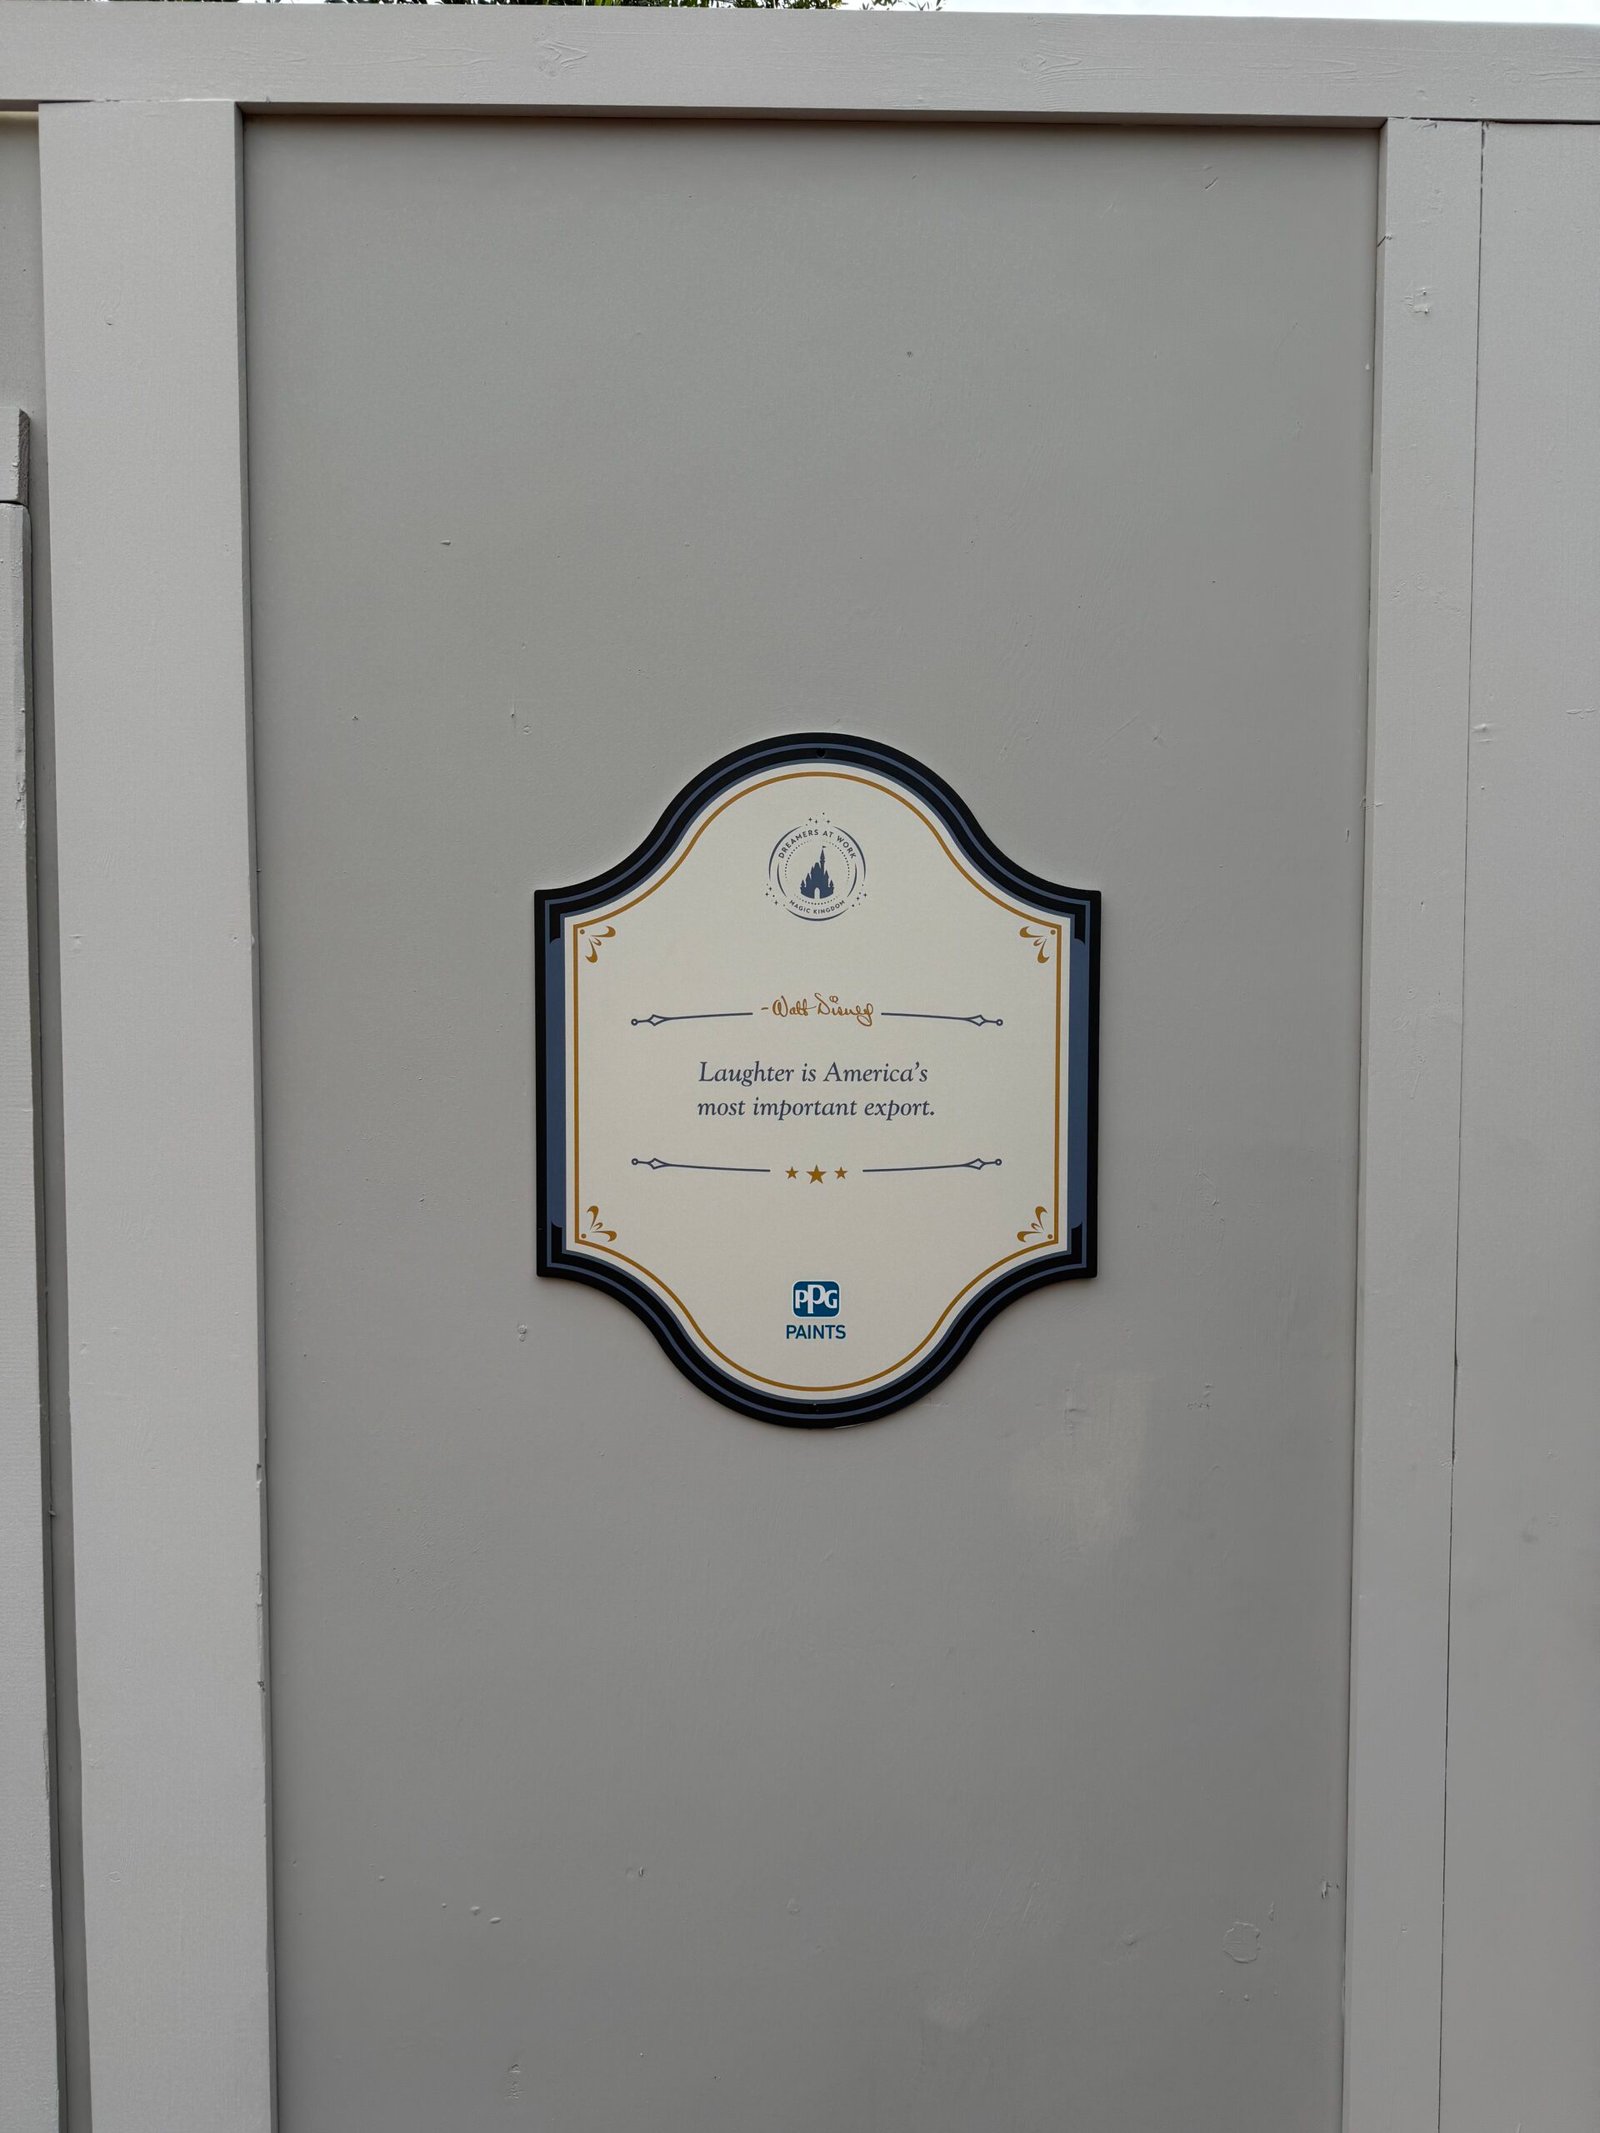 DREAMERS AT WORK
MAGIC KINGDOM
-Walt Disney
Laughter is America's
most important export.
PPG
PAINTS